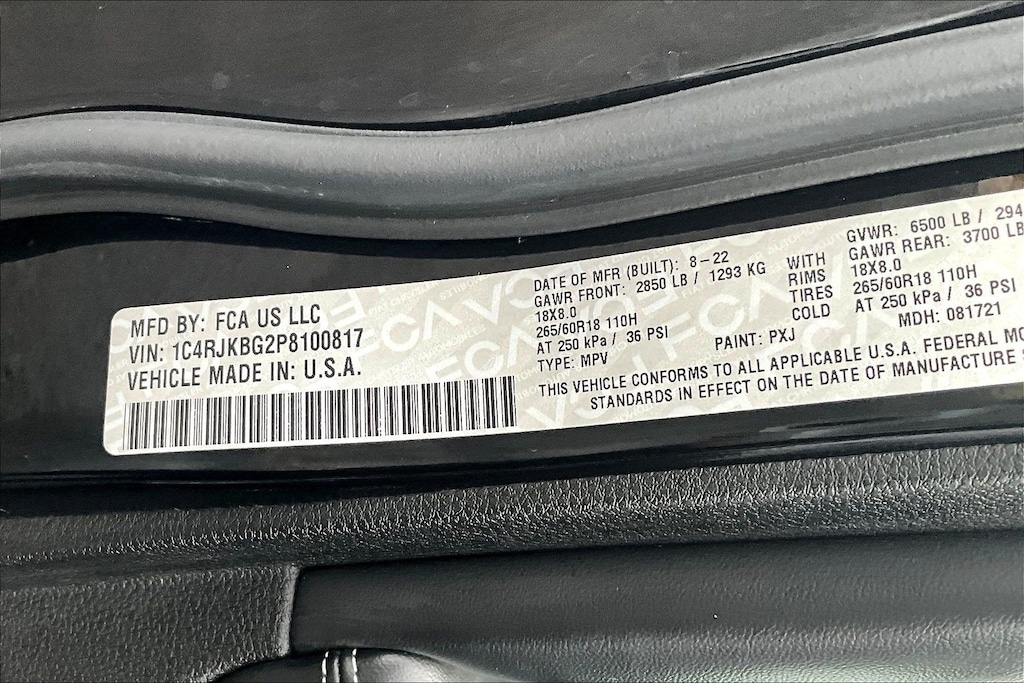 MFD BY: FCA US LLC
VIN: 1C4RJKBG2P8100817
VEHICLE MADE IN: U.S.A.
DATE OF MFR (BUILT): 8-22
GAWR FRONT: 2850 LB / 1293 KG
18X8.0
265/60R18 110H
AT 250 kPa / 36 PSI
TYPE: MPV
PAINT: PXJ
WITH
RIMS
TIRES
COLD
GVWR: 6500 LB / 294
GAWR REAR: 3700 LB
18X8.0
265/60R18 110H
AT 250 kPa / 36 PSI
MDH: 081721
THIS VEHICLE CONFORMS TO ALL APPLICABLE U.S.A. FEDERAL MO
STANDARDS IN EFFECT ON THE DATE OF MANUFACTURE